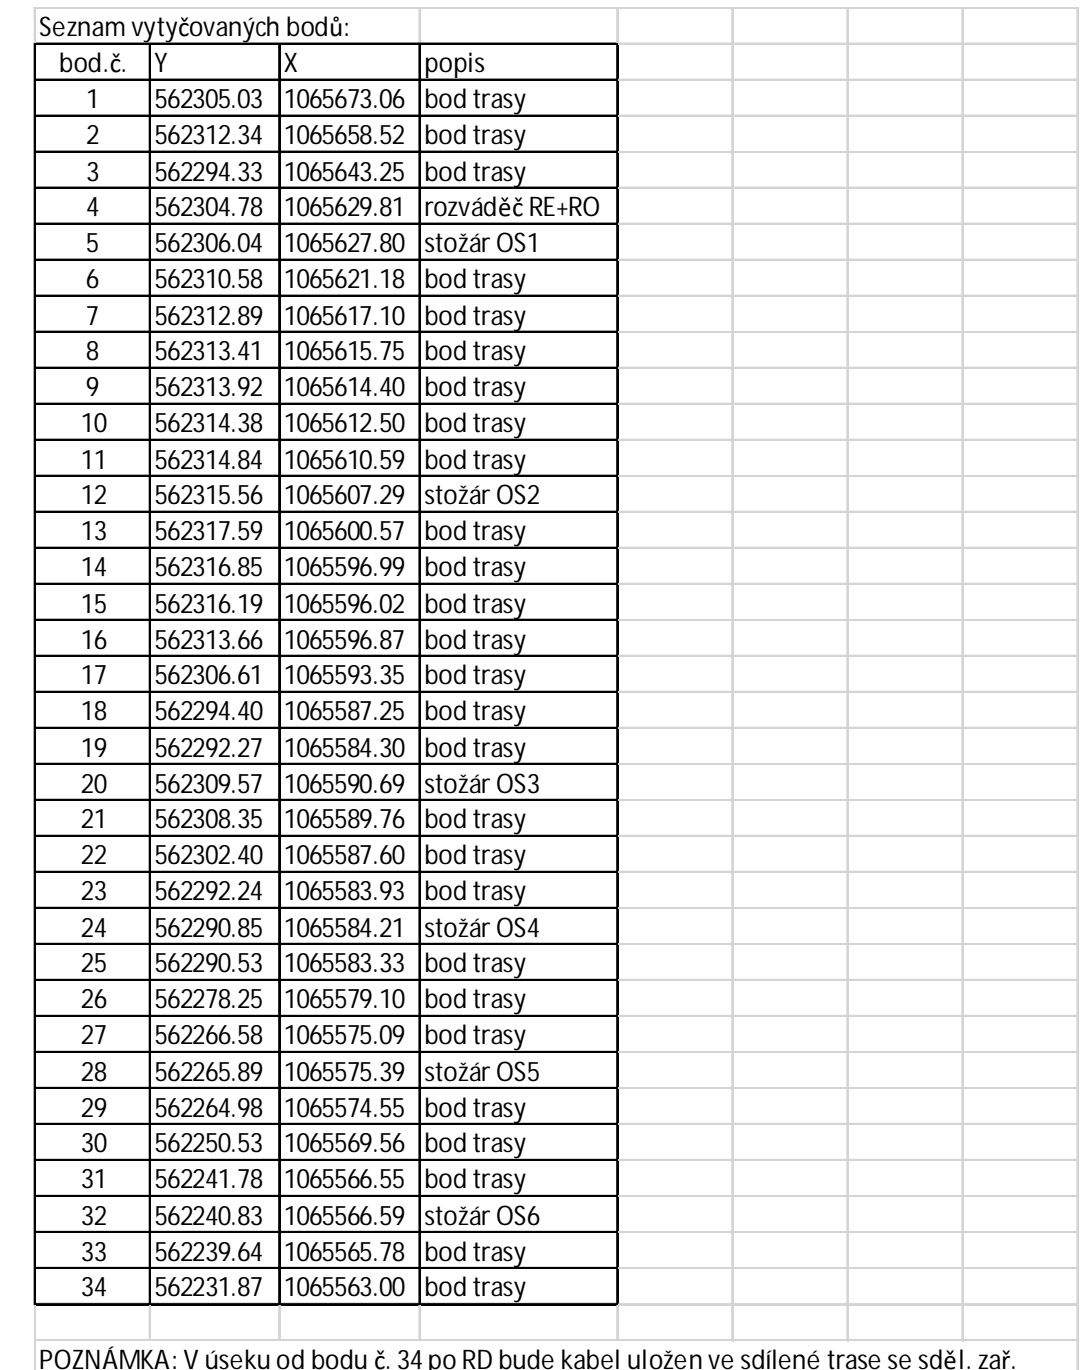 Seznam vytyčovaných bodů:
bod.č. Y X popis
1 562305.03 1065673.06 bod trasy
2 562312.34 1065658.52 bod trasy
3 562294.33 1065643.25 bod trasy
4 562304.78 1065629.81 rozváděč RE+RO
5 562306.04 1065627.80 stožár OS1
6 562310.58 1065621.18 bod trasy
7 562312.89 1065617.10 bod trasy
8 562313.41 1065615.75 bod trasy
9 562313.92 1065614.40 bod trasy
10 562314.38 1065612.50 bod trasy
11 562314.84 1065610.59 bod trasy
12 562315.56 1065607.29 stožár OS2
13 562317.59 1065600.57 bod trasy
14 562316.85 1065596.99 bod trasy
15 562316.19 1065596.02 bod trasy
16 562313.66 1065596.87 bod trasy
17 562306.61 1065593.35 bod trasy
18 562294.40 1065587.25 bod trasy
19 562292.27 1065584.30 bod trasy
20 562309.57 1065590.69 stožár OS3
21 562308.35 1065589.76 bod trasy
22 562302.40 1065587.60 bod trasy
23 562292.24 1065583.93 bod trasy
24 562290.85 1065584.21 stožár OS4
25 562290.53 1065583.33 bod trasy
26 562278.25 1065579.10 bod trasy
27 562266.58 1065575.09 bod trasy
28 562265.89 1065575.39 stožár OS5
29 562264.98 1065574.55 bod trasy
30 562250.53 1065569.56 bod trasy
31 562241.78 1065566.55 bod trasy
32 562240.83 1065566.59 stožár OS6
33 562239.64 1065565.78 bod trasy
34 562231.87 1065563.00 bod trasy
POZNÁMKA: V úseku od bodu č. 34 po RD bude kabel uložen ve sdílené trase se sděl. zař.